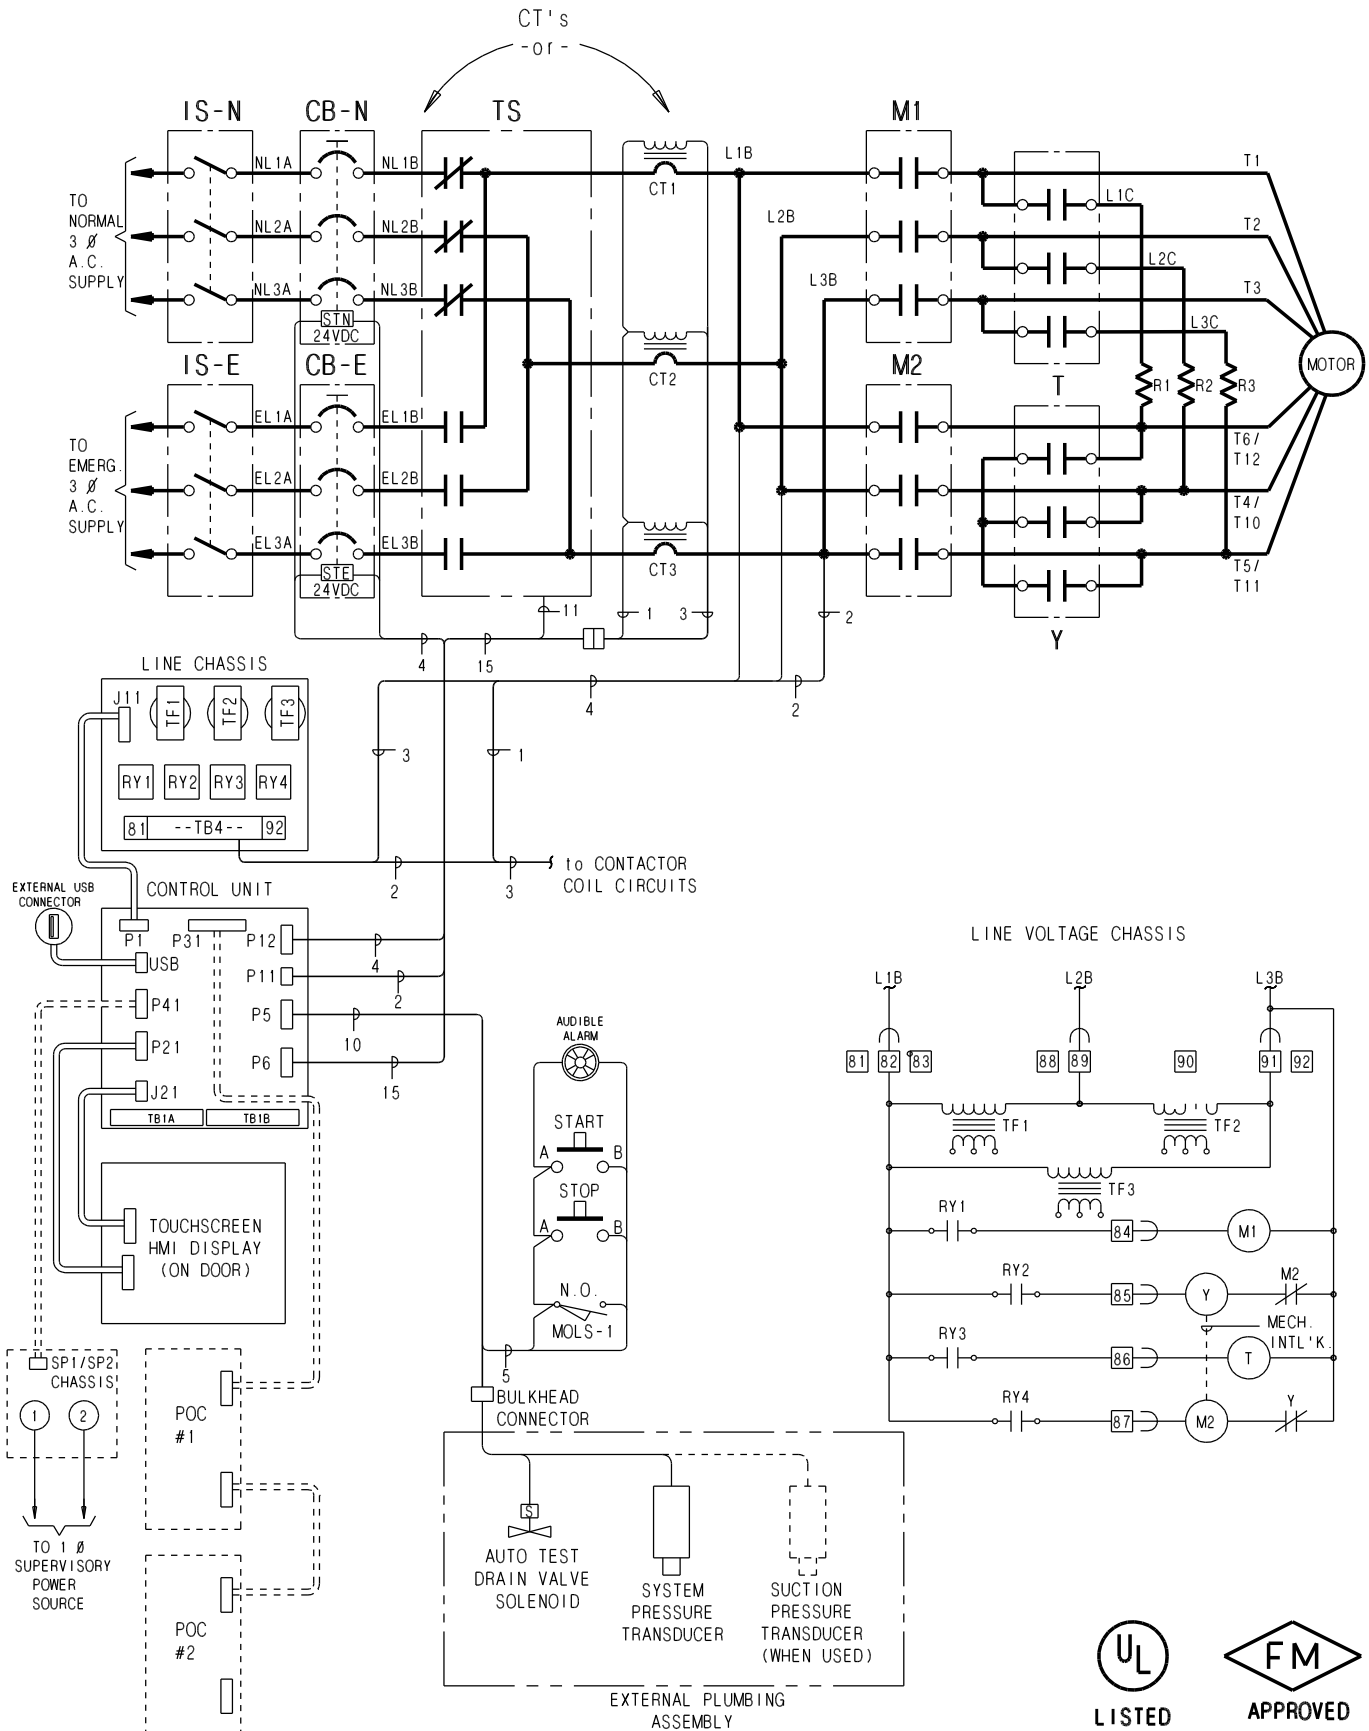 CT's
-or-
IS-N
CB-N
TS
M1
TO
NORMAL
3 Ø
A.C.
SUPPLY
NL1A
NL1B
NL2A
NL2B
NL3A
NL3B
STN
24VDC
CT1
L1B
L2B
L3B
L1C
L2C
L3C
T1
T2
T3
MOTOR
IS-E
CB-E
CT2
M2
T
R1
R2
R3
TO
EMERG.
3 Ø
A.C.
SUPPLY
EL1A
EL1B
EL2A
EL2B
EL3A
EL3B
STE
24VDC
CT3
T6/
T12
T4/
T10
T5/
T11
Y
11
1
3
2
4
15
4
2
LINE CHASSIS
J11
TF1
TF2
TF3
RY1
RY2
RY3
RY4
81
--TB4--
92
3
1
2
3
to CONTACTOR
COIL CIRCUITS
EXTERNAL USB
CONNECTOR
CONTROL UNIT
P1
P31
P12
USB
P11
P41
P5
P21
P6
J21
TB1A
TB1B
4
2
10
15
TOUCHSCREEN
HMI DISPLAY
(ON DOOR)
SP1/SP2
CHASSIS
1
2
TO 1 Ø
SUPERVISORY
POWER
SOURCE
POC
#1
POC
#2
AUDIBLE
ALARM
START
A
B
STOP
A
B
N.O.
MOLS-1
5
BULKHEAD
CONNECTOR
S
AUTO TEST
DRAIN VALVE
SOLENOID
SYSTEM
PRESSURE
TRANSDUCER
SUCTION
PRESSURE
TRANSDUCER
(WHEN USED)
EXTERNAL PLUMBING
ASSEMBLY
LINE VOLTAGE CHASSIS
L1B
L2B
L3B
81
82
83
88
89
90
91
92
TF1
TF2
TF3
RY1
84
M1
RY2
85
Y
M2
MECH.
INTL'K.
RY3
86
T
RY4
87
M2
Y
UL
LISTED
FM
APPROVED